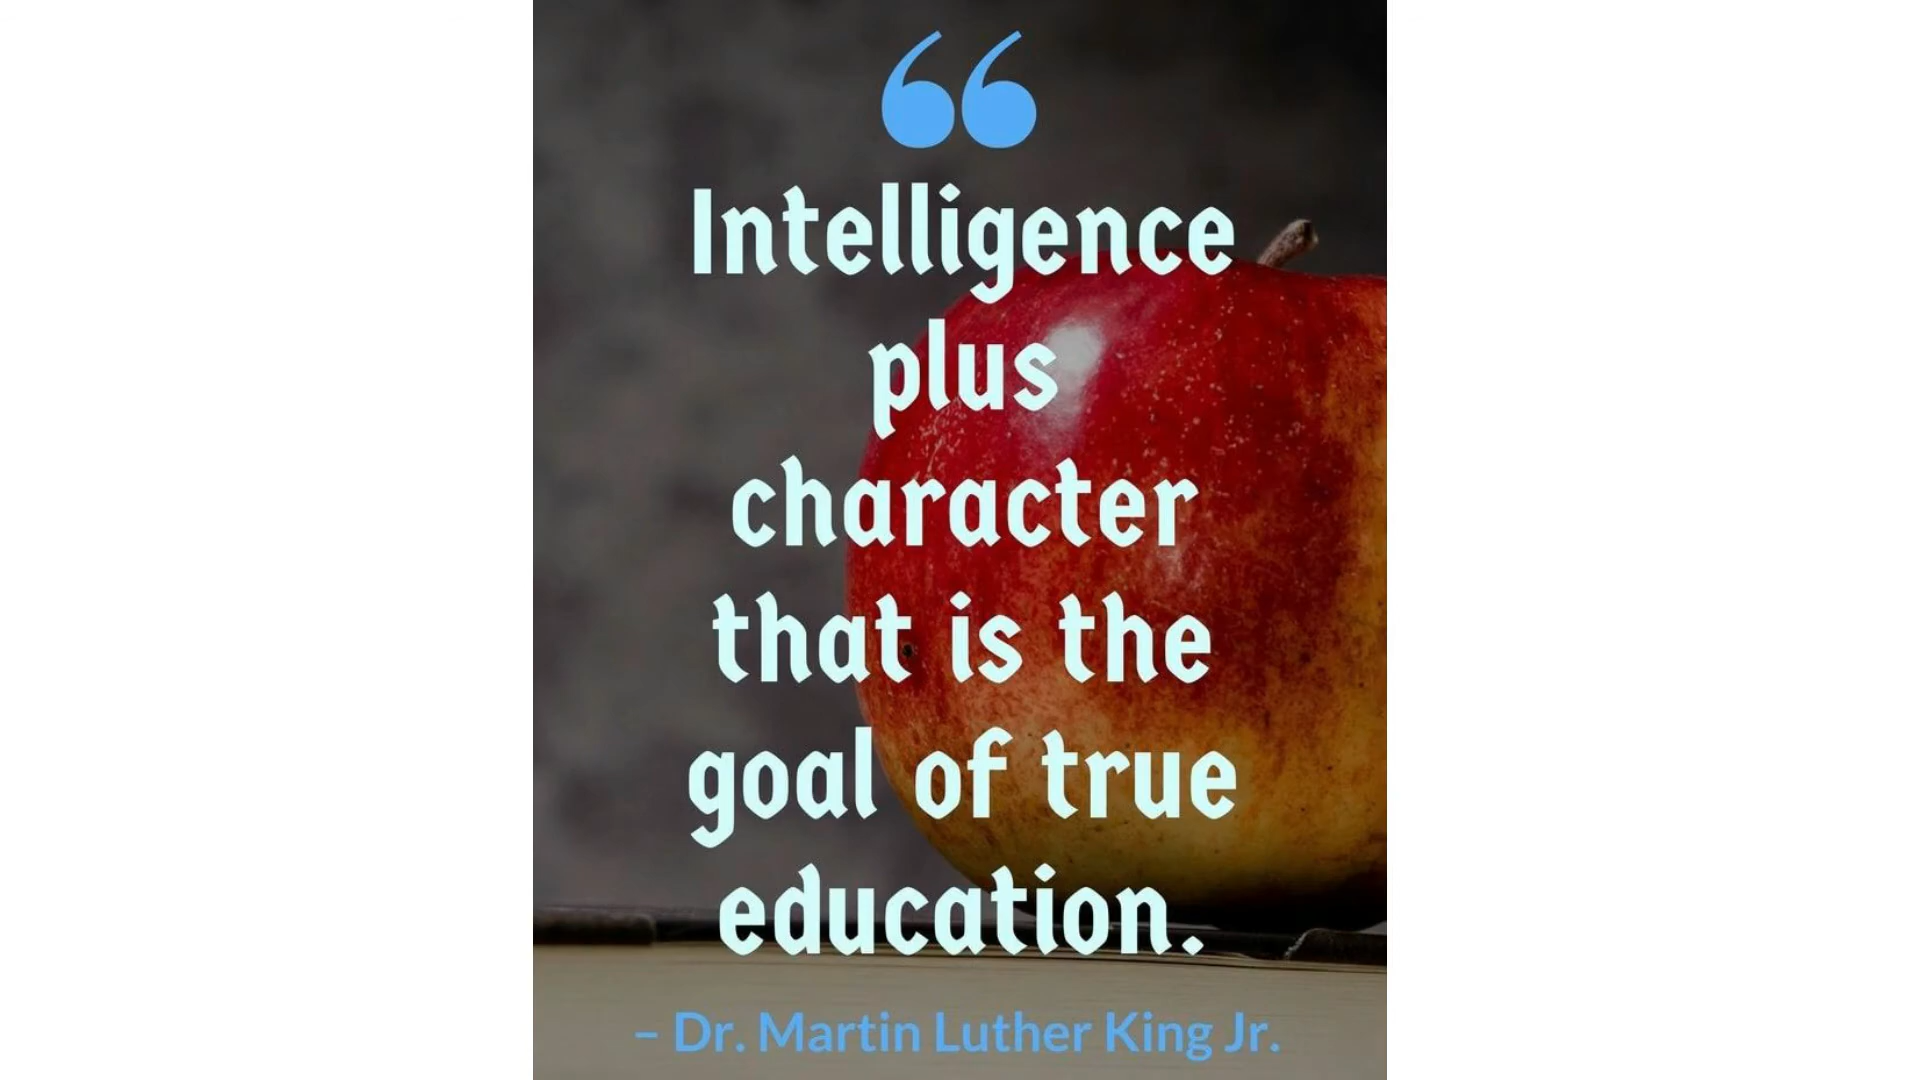 “
Intelligence
plus
character
that is the
goal of true
education.
– Dr. Martin Luther King Jr.